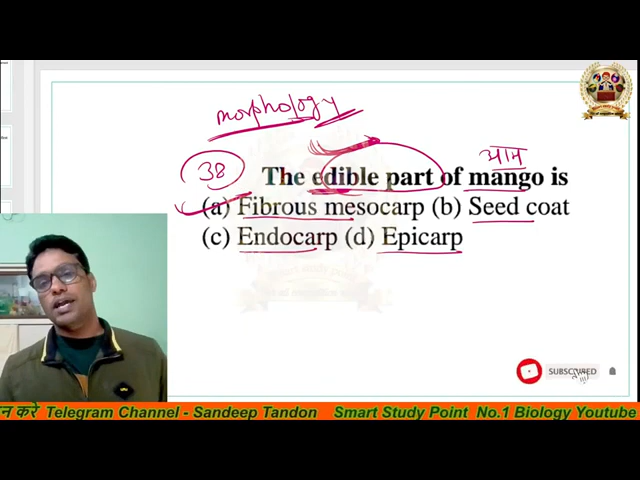 morphology
38
आम
The edible part of mango is
(a) Fibrous mesocarp (b) Seed coat
(c) Endocarp (d) Epicarp
SUBSCRIBED
न करे Telegram Channel - Sandeep Tandon Smart Study Point No.1 Biology Youtube